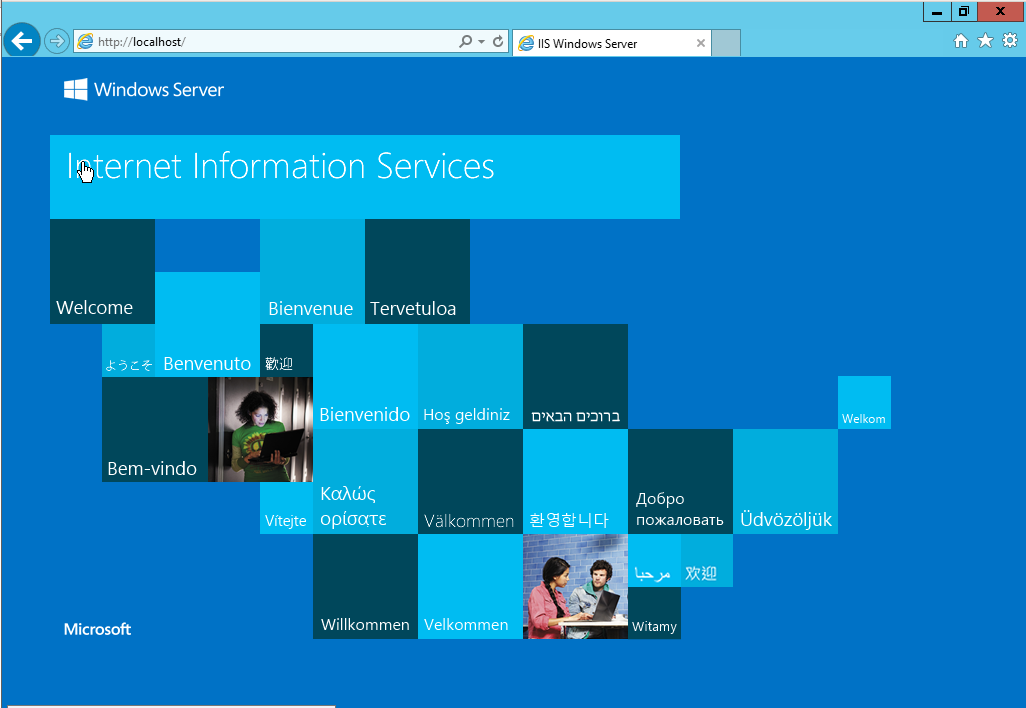 http://localhost/
IIS Windows Server
Windows Server
Internet Information Services
Welcome
Bienvenue
Tervetuloa
ようこそ
Benvenuto
歡迎
Bienvenido
Hoş geldiniz
ברוכים הבאים
Welkom
Bem-vindo
Vítejte
Καλώς
ορίσατε
Välkommen
환영합니다
Добро
пожаловать
Üdvözöljük
Willkommen
Velkommen
مرحبا
欢迎
Witamy
Microsoft